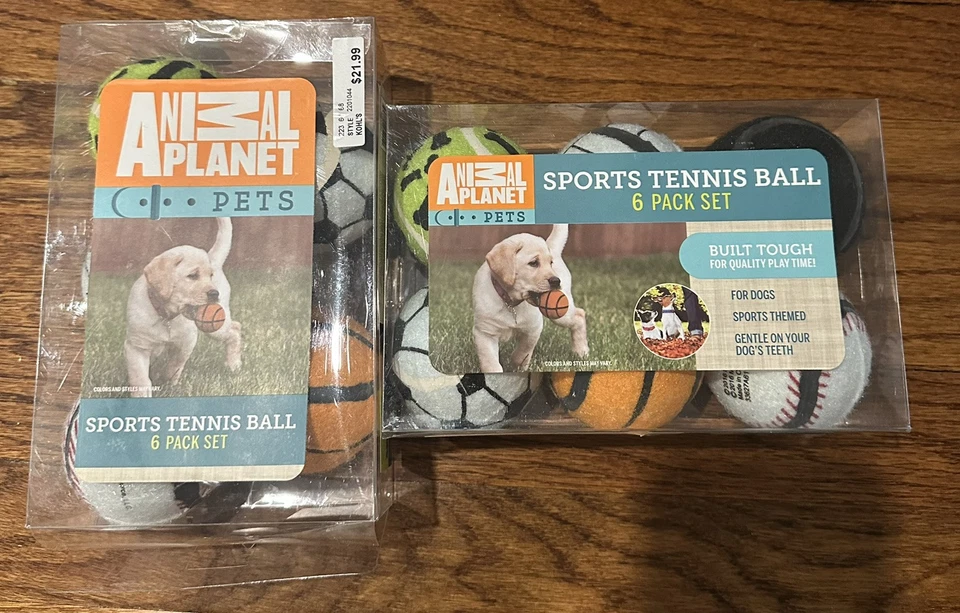 $21.99
STYLE 2201044
KOHL'S
ANIMAL
PLANET
PETS
COLORS AND STYLES MAY VARY.
SPORTS TENNIS BALL
6 PACK SET
ANIMAL
PLANET
PETS
SPORTS TENNIS BALL
6 PACK SET
BUILT TOUGH
FOR QUALITY PLAY TIME!
FOR DOGS
SPORTS THEMED
GENTLE ON YOUR
DOG'S TEETH
COLORS AND STYLES MAY VARY.